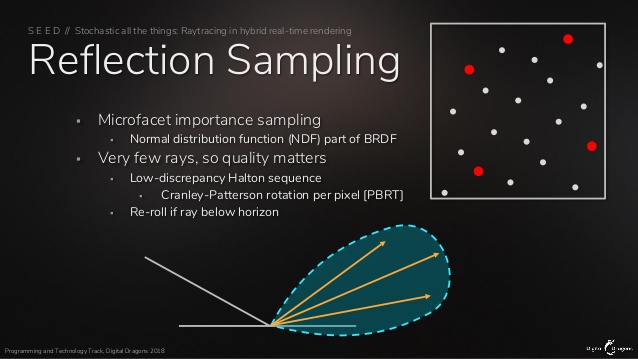 S E E D // Stochastic all the things: Raytracing in hybrid real-time rendering
Reflection Sampling
▪ Microfacet importance sampling
▪ Normal distribution function (NDF) part of BRDF
▪ Very few rays, so quality matters
▪ Low-discrepancy Halton sequence
▪ Cranley-Patterson rotation per pixel [PBRT]
▪ Re-roll if ray below horizon
Programming and Technology Track, Digital Dragons 2018
Digital Dragons